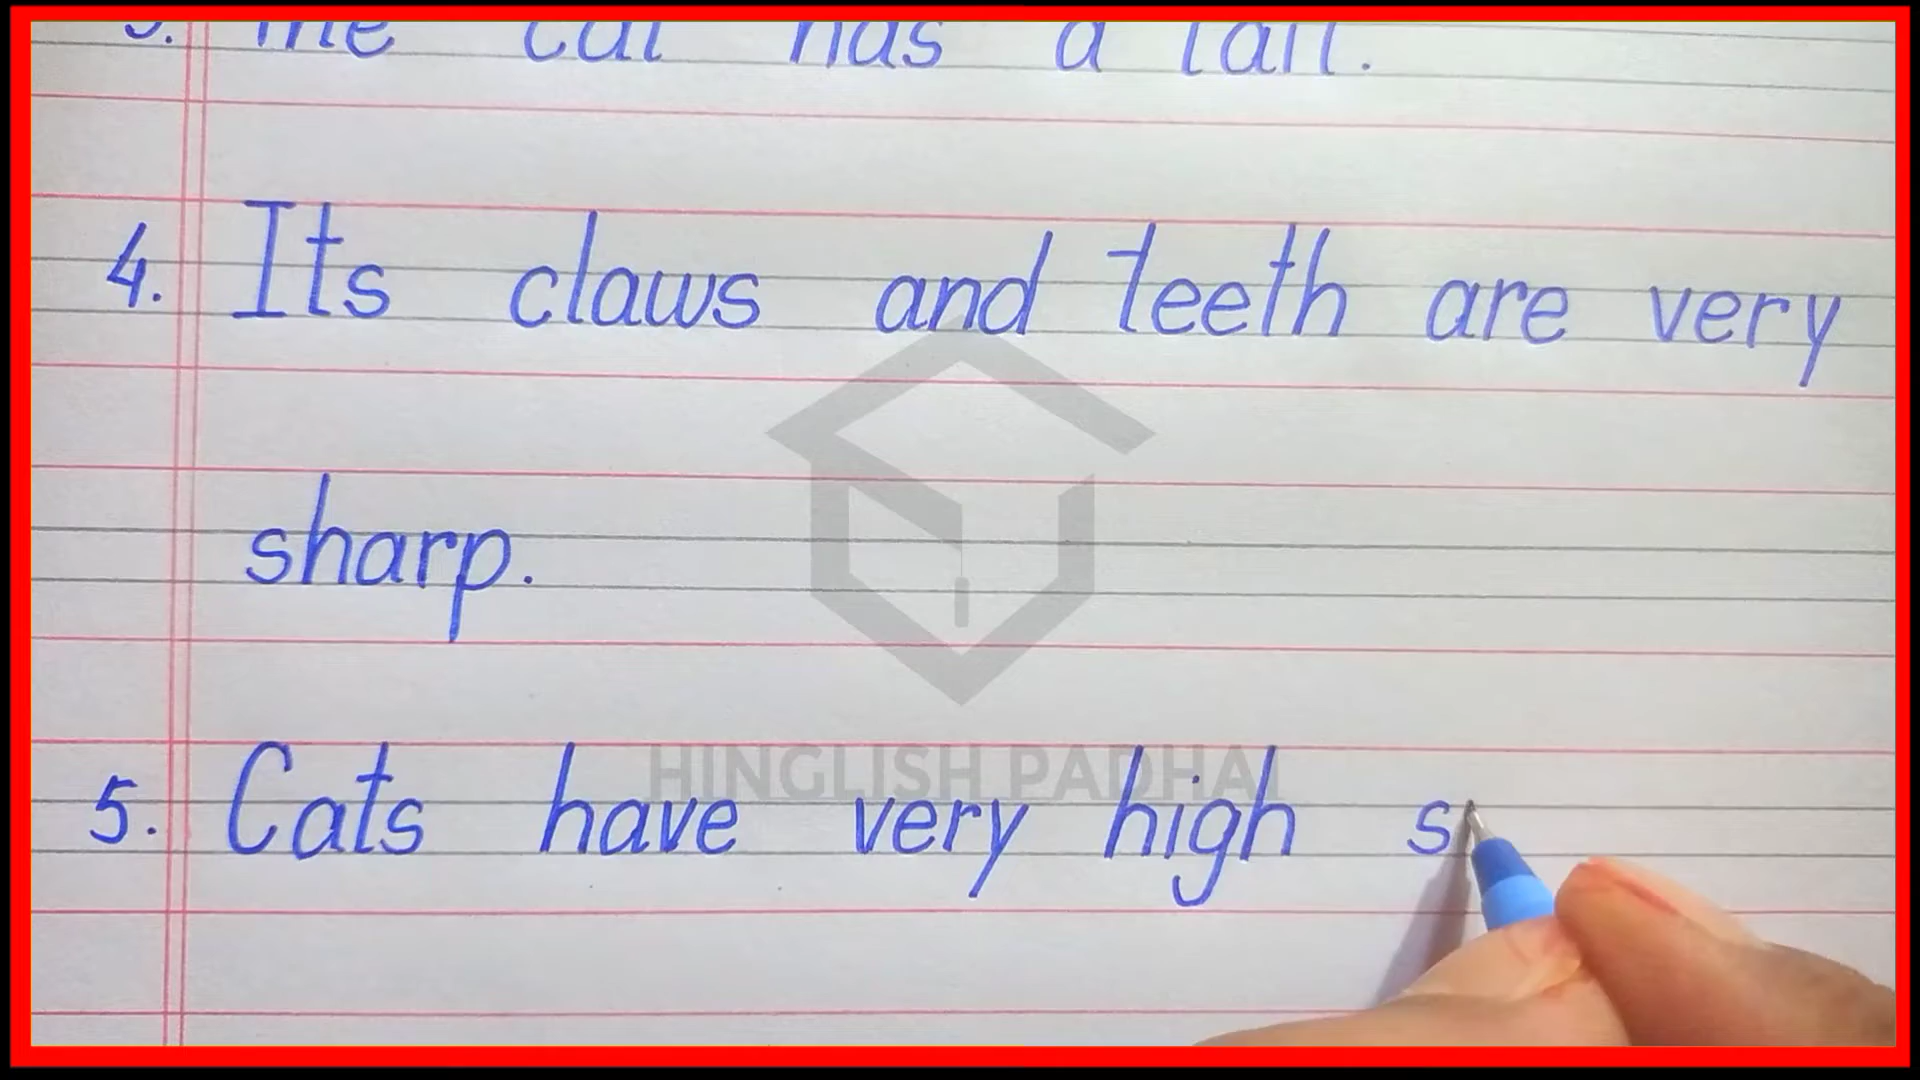 3. The cat has a tail.
4. Its claws and teeth are very
sharp.
HINGLISH PADHAI
5. Cats have very high s